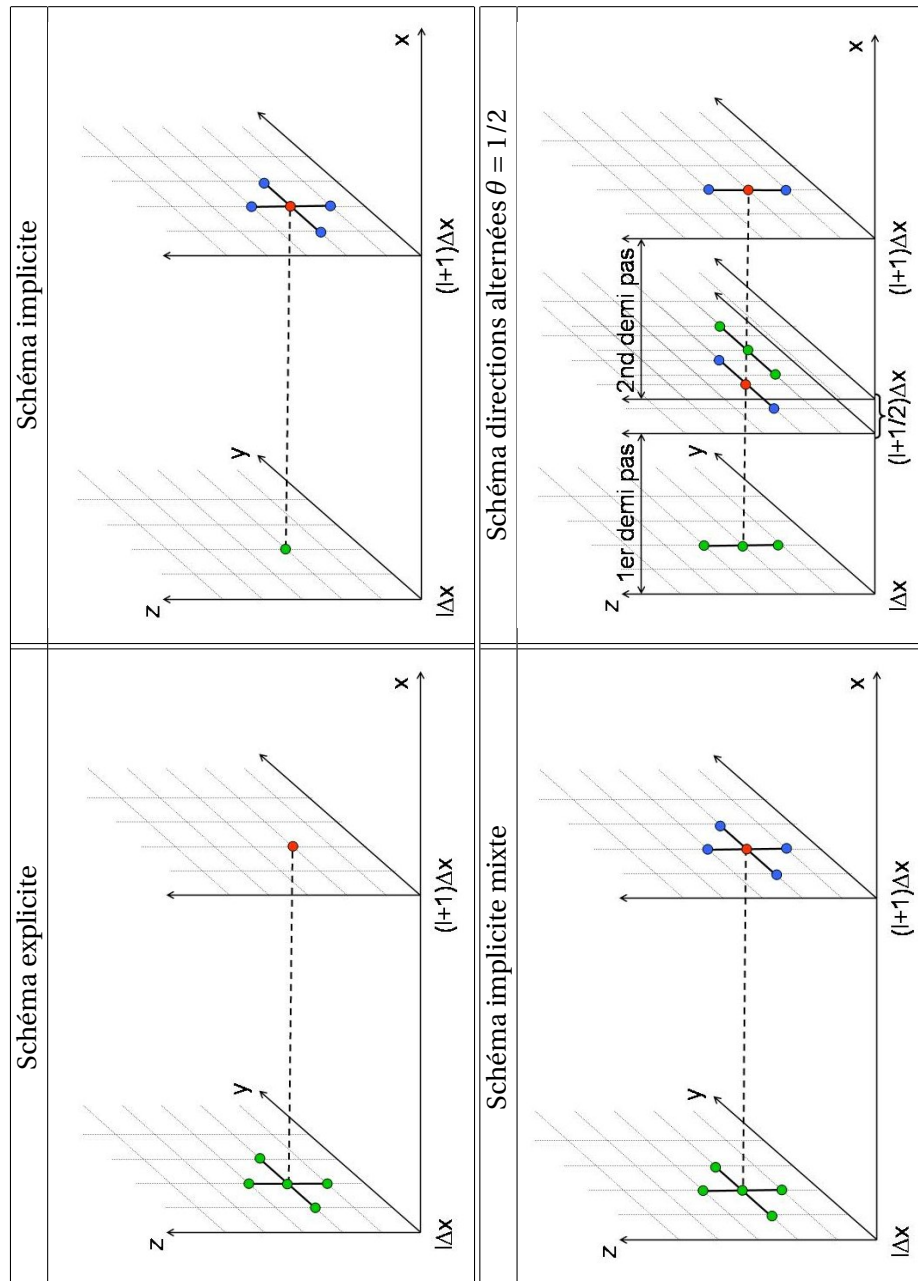 Schéma explicite
z
y
x
lΔx
(l+1)Δx
Schéma implicite
z
y
x
lΔx
(l+1)Δx
Schéma implicite mixte
z
y
x
lΔx
(l+1)Δx
Schéma directions alternées θ = 1/2
z
1er demi pas
2nd demi pas
y
x
lΔx
(l+1/2)Δx
(l+1)Δx